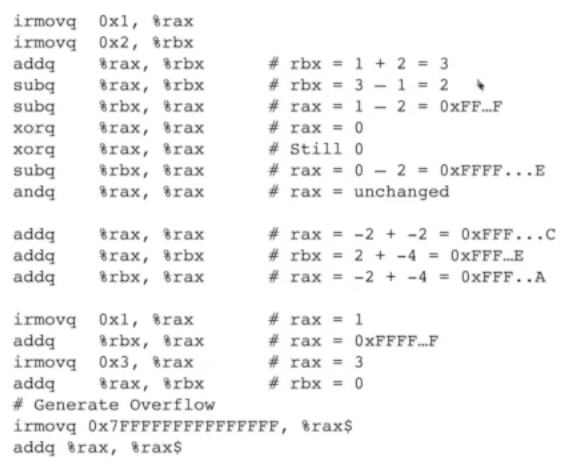 irmovq 0x1, %rax
irmovq 0x2, %rbx
addq %rax, %rbx # rbx = 1 + 2 = 3
subq %rax, %rbx # rbx = 3 – 1 = 2
subq %rbx, %rax # rax = 1 – 2 = 0xFF…F
xorq %rax, %rax # rax = 0
xorq %rax, %rax # Still 0
subq %rbx, %rax # rax = 0 – 2 = 0xFFFF...E
andq %rax, %rax # rax = unchanged
addq %rax, %rax # rax = -2 + -2 = 0xFFF...C
addq %rax, %rbx # rbx = 2 + -4 = 0xFFF…E
addq %rbx, %rax # rax = -2 + -4 = 0xFFF..A
irmovq 0x1, %rax # rax = 1
addq %rbx, %rax # rax = 0xFFFF…F
irmovq 0x3, %rax # rax = 3
addq %rax, %rbx # rbx = 0
# Generate Overflow
irmovq 0x7FFFFFFFFFFFFFFF, %rax$
addq %rax, %rax$